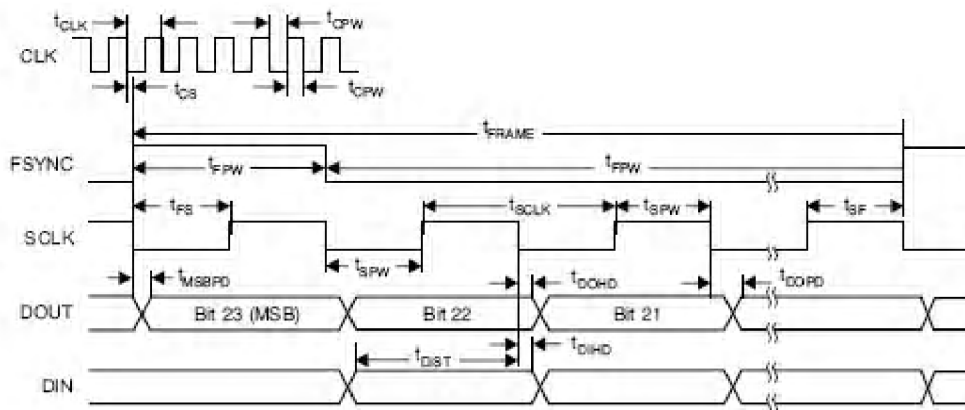 tCLK
tCPW
CLK
tCS
tCPW
tFRAME
FSYNC
tFPW
tFPW
tFS
tSCLK
tSPW
tSF
SCLK
tSPW
tMSBPD
tDOHD
tDOPD
DOUT
Bit 23 (MSB)
Bit 22
Bit 21
tDIST
tDIHD
DIN